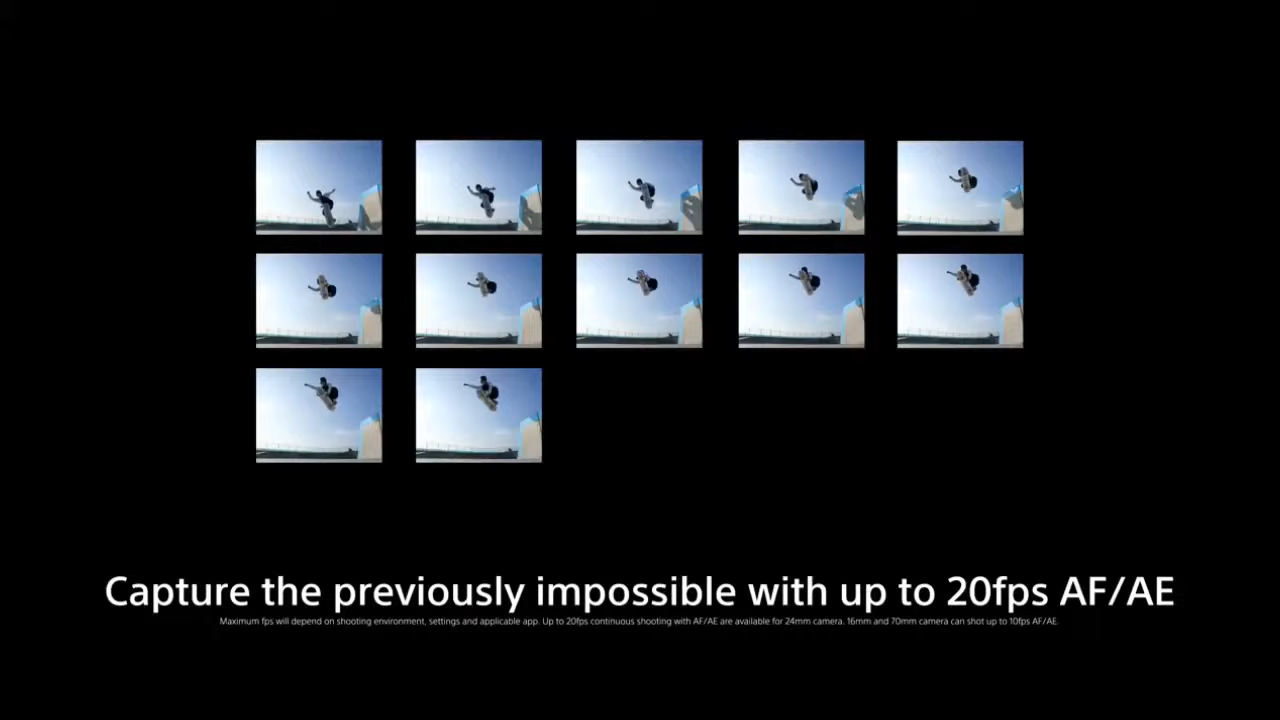 Capture the previously impossible with up to 20fps AF/AE
Maximum fps will depend on shooting environment, settings and applicable app. Up to 20fps continuous shooting with AF/AE are available for 24mm camera. 16mm and 70mm camera can shot up to 10fps AF/AE.